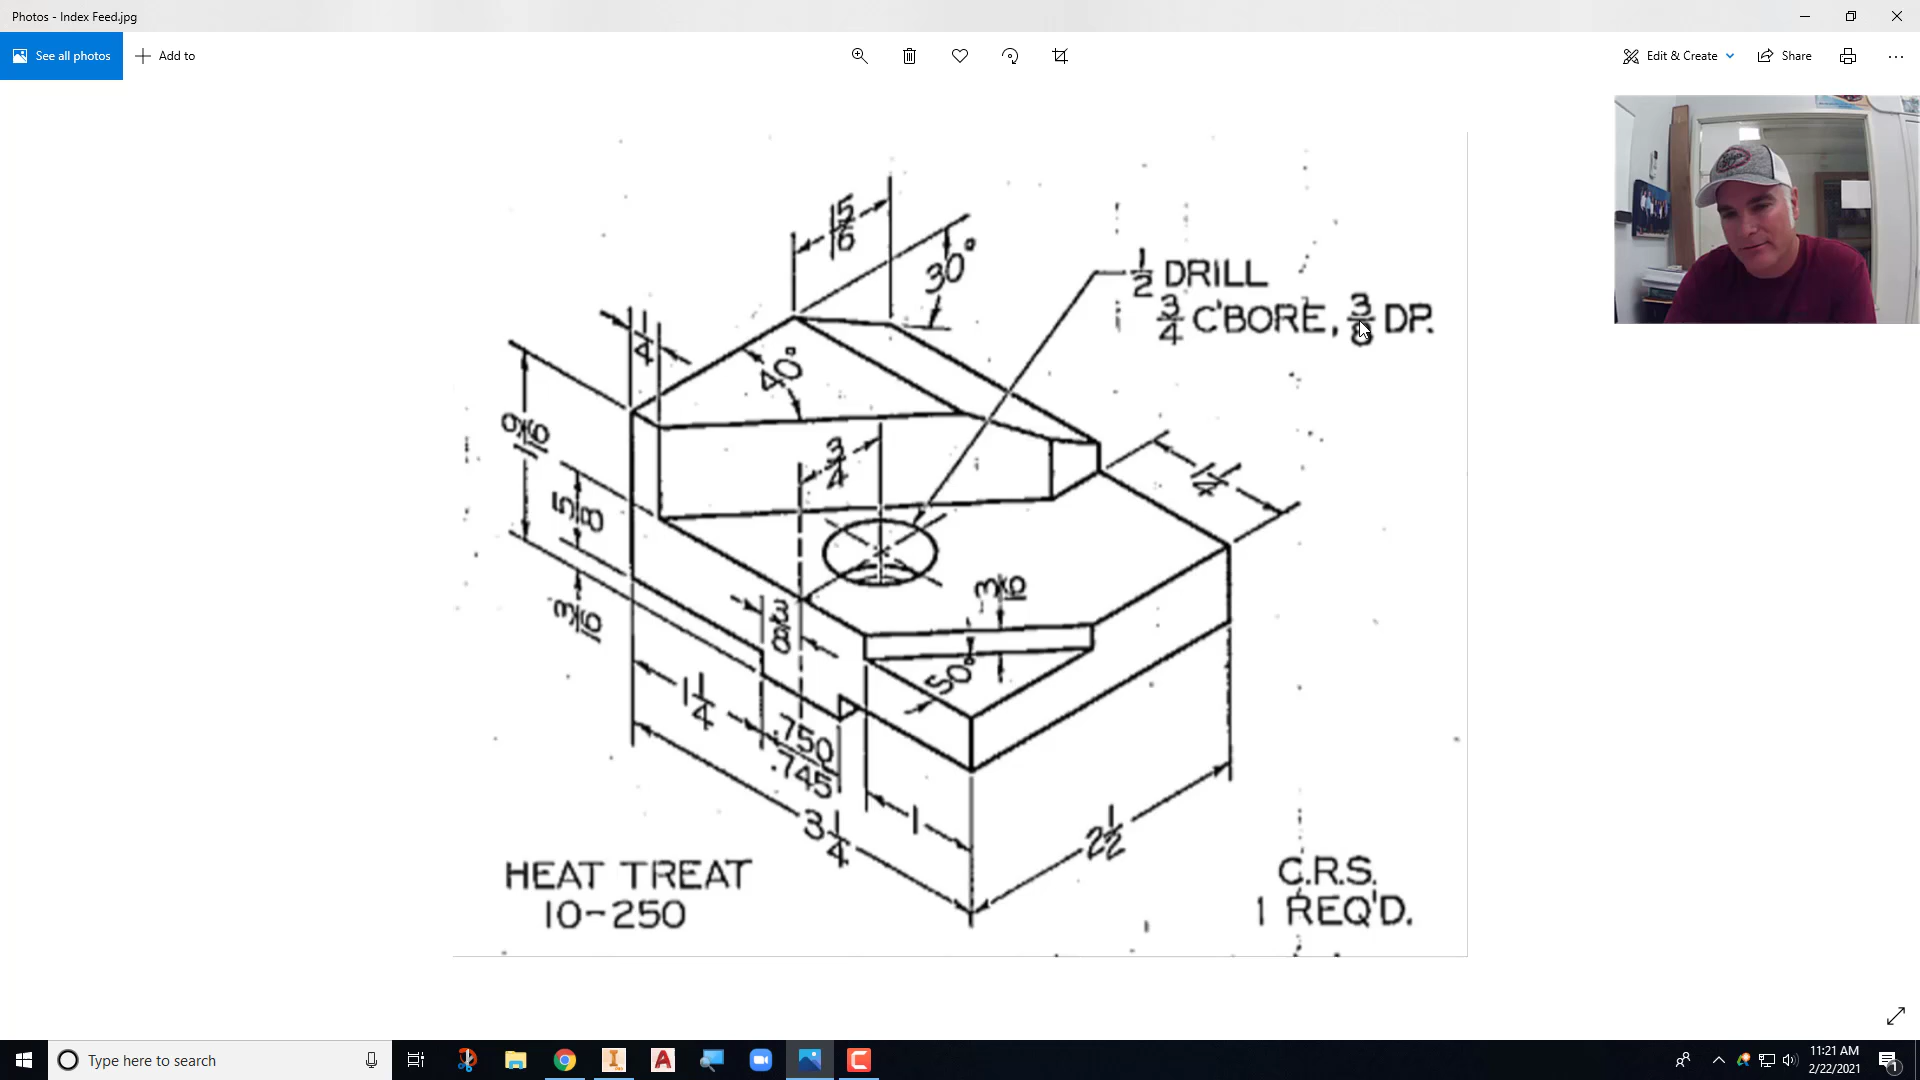 Photos - Index Feed.jpg
See all photos
Add to
Edit & Create
Share
15/16
30°
1/2 DRILL
3/4 C'BORE, 3/8 DP.
1/4
40°
3/4
1 1/4
5/8
3/16
3/8
3/16
50°
1 1/4
.750
.745
1
3 1/4
2 1/2
HEAT TREAT
10-250
C.R.S.
1 REQ'D.
Type here to search
11:21 AM
2/22/2021
1